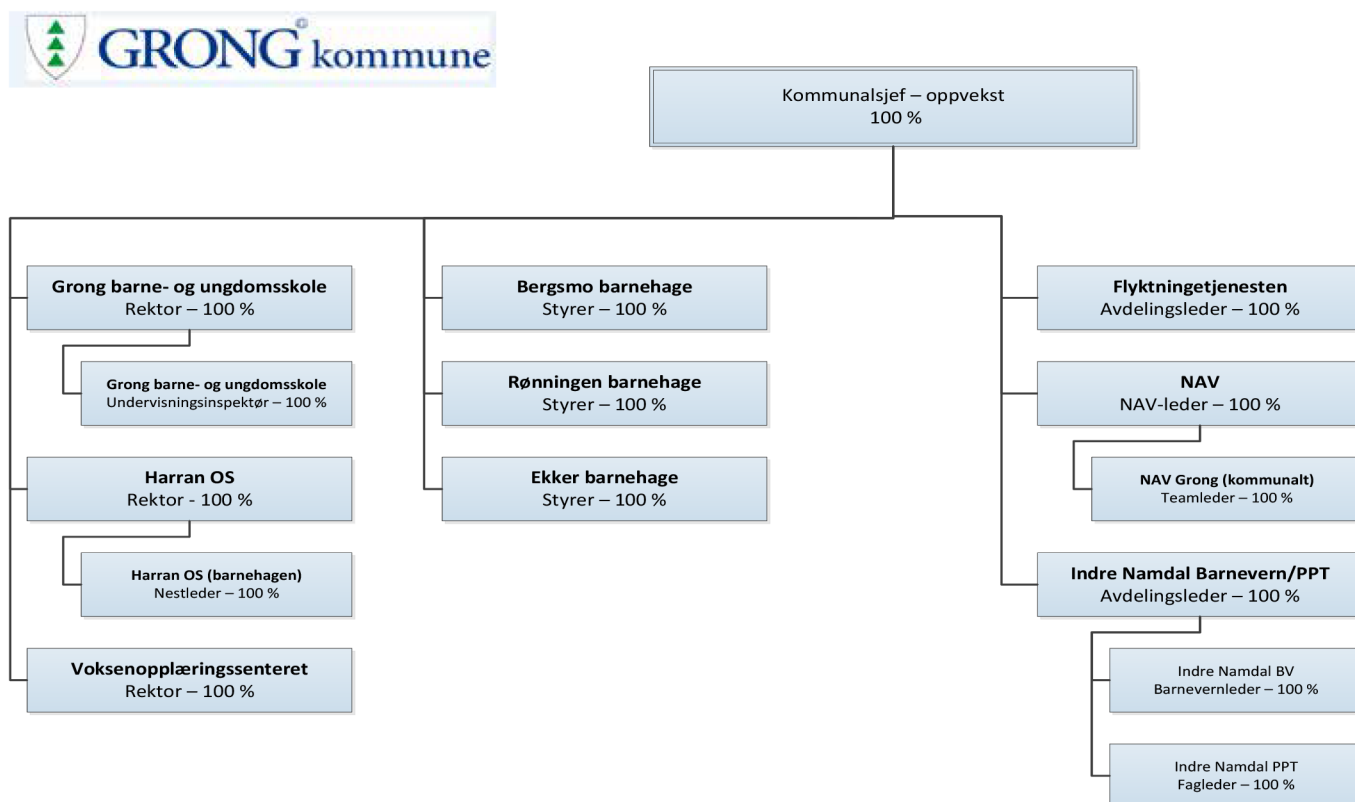 GRONG© kommune
Kommunalsjef – oppvekst
100 %
Grong barne- og ungdomsskole
Rektor – 100 %
Grong barne- og ungdomsskole
Undervisningsinspektør – 100 %
Harran OS
Rektor - 100 %
Harran OS (barnehagen)
Nestleder – 100 %
Voksenopplæringssenteret
Rektor – 100 %
Bergsmo barnehage
Styrer – 100 %
Rønningen barnehage
Styrer – 100 %
Ekker barnehage
Styrer – 100 %
Flyktningetjenesten
Avdelingsleder – 100 %
NAV
NAV-leder – 100 %
NAV Grong (kommunalt)
Teamleder – 100 %
Indre Namdal Barnevern/PPT
Avdelingsleder – 100 %
Indre Namdal BV
Barnevernleder – 100 %
Indre Namdal PPT
Fagleder – 100 %